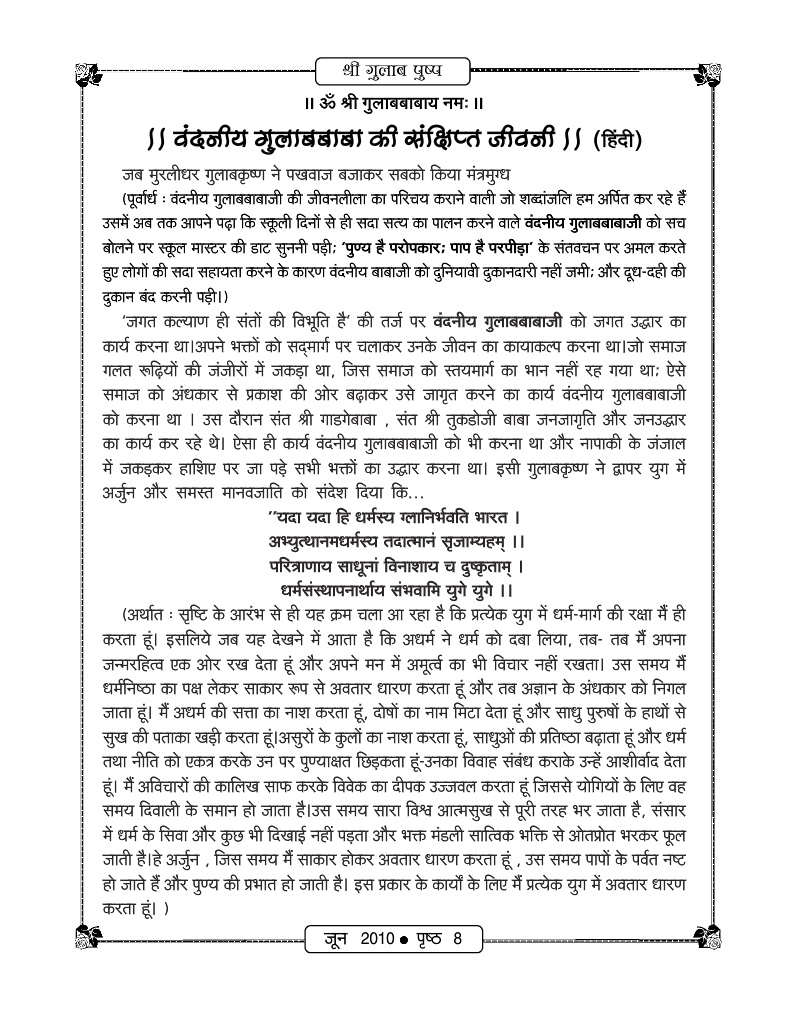 श्री गुलाब पुष्प
।। ॐ श्री गुलाबबाबाय नमः ।।
।। वंदनीय गुलाबबाबा की संक्षिप्त जीवनी ।। (हिंदी)
जब मुरलीधर गुलाबकृष्ण ने पखवाज बजाकर सबको किया मंत्रमुग्ध
(पूर्वार्ध : वंदनीय गुलाबबाबाजी की जीवनलीला का परिचय कराने वाली जो शब्दांजलि हम अर्पित कर रहे हैं
उसमें अब तक आपने पढ़ा कि स्कूली दिनों से ही सदा सत्य का पालन करने वाले वंदनीय गुलाबबाबाजी को सच
बोलने पर स्कूल मास्टर की डाट सुननी पड़ी; ‘पुण्य है परोपकार; पाप है परपीड़ा’ के संतवचन पर अमल करते
हुए लोगों की सदा सहायता करने के कारण वंदनीय बाबाजी को दुनियावी दुकानदारी नहीं जमी; और दूध-दही की
दुकान बंद करनी पड़ी।)
‘जगत कल्याण ही संतों की विभूति है’ की तर्ज पर वंदनीय गुलाबबाबाजी को जगत उद्धार का
कार्य करना था।अपने भक्तों को सद्‌मार्ग पर चलाकर उनके जीवन का कायाकल्प करना था।जो समाज
गलत रूढ़ियों की जंजीरों में जकड़ा था, जिस समाज को स्तयमार्ग का भान नहीं रह गया था; ऐसे
समाज को अंधकार से प्रकाश की ओर बढ़ाकर उसे जागृत करने का कार्य वंदनीय गुलाबबाबाजी
को करना था । उस दौरान संत श्री गाडगेबाबा , संत श्री तुकडोजी बाबा जनजागृति और जनउद्धार
का कार्य कर रहे थे। ऐसा ही कार्य वंदनीय गुलाबबाबाजी को भी करना था और नापाकी के जंजाल
में जकड़कर हाशिए पर जा पड़े सभी भक्तों का उद्धार करना था। इसी गुलाबकृष्ण ने द्वापर युग में
अर्जुन और समस्त मानवजाति को संदेश दिया कि...
’’यदा यदा हि धर्मस्य ग्लानिर्भवति भारत ।
अभ्युत्थानमधर्मस्य तदात्मानं सृजाम्यहम् ।।
परित्राणाय साधूनां विनाशाय च दुष्कृताम् ।
धर्मसंस्थापनार्थाय संभवामि युगे युगे ।।
(अर्थात : सृष्टि के आरंभ से ही यह क्रम चला आ रहा है कि प्रत्येक युग में धर्म-मार्ग की रक्षा मैं ही
करता हूं। इसलिये जब यह देखने में आता है कि अधर्म ने धर्म को दबा लिया, तब- तब मैं अपना
जन्मरहित्व एक ओर रख देता हूं और अपने मन में अमूर्त्व का भी विचार नहीं रखता। उस समय मैं
धर्मनिष्ठा का पक्ष लेकर साकार रूप से अवतार धारण करता हूं और तब अज्ञान के अंधकार को निगल
जाता हूं। मैं अधर्म की सत्ता का नाश करता हूं, दोषों का नाम मिटा देता हूं और साधु पुरुषों के हाथों से
सुख की पताका खड़ी करता हूं।असुरों के कुलों का नाश करता हूं, साधुओं की प्रतिष्ठा बढ़ाता हूं और धर्म
तथा नीति को एकत्र करके उन पर पुण्याक्षत छिड़कता हूं-उनका विवाह संबंध कराके उन्हें आशीर्वाद देता
हूं। मैं अविचारों की कालिख साफ करके विवेक का दीपक उज्जवल करता हूं जिससे योगियों के लिए वह
समय दिवाली के समान हो जाता है।उस समय सारा विश्व आत्मसुख से पूरी तरह भर जाता है, संसार
में धर्म के सिवा और कुछ भी दिखाई नहीं पड़ता और भक्त मंडली सात्विक भक्ति से ओतप्रोत भरकर फूल
जाती है।हे अर्जुन , जिस समय मैं साकार होकर अवतार धारण करता हूं , उस समय पापों के पर्वत नष्ट
हो जाते हैं और पुण्य की प्रभात हो जाती है। इस प्रकार के कार्यों के लिए मैं प्रत्येक युग में अवतार धारण
करता हूं। )
जून 2010 ● पृष्ठ 8